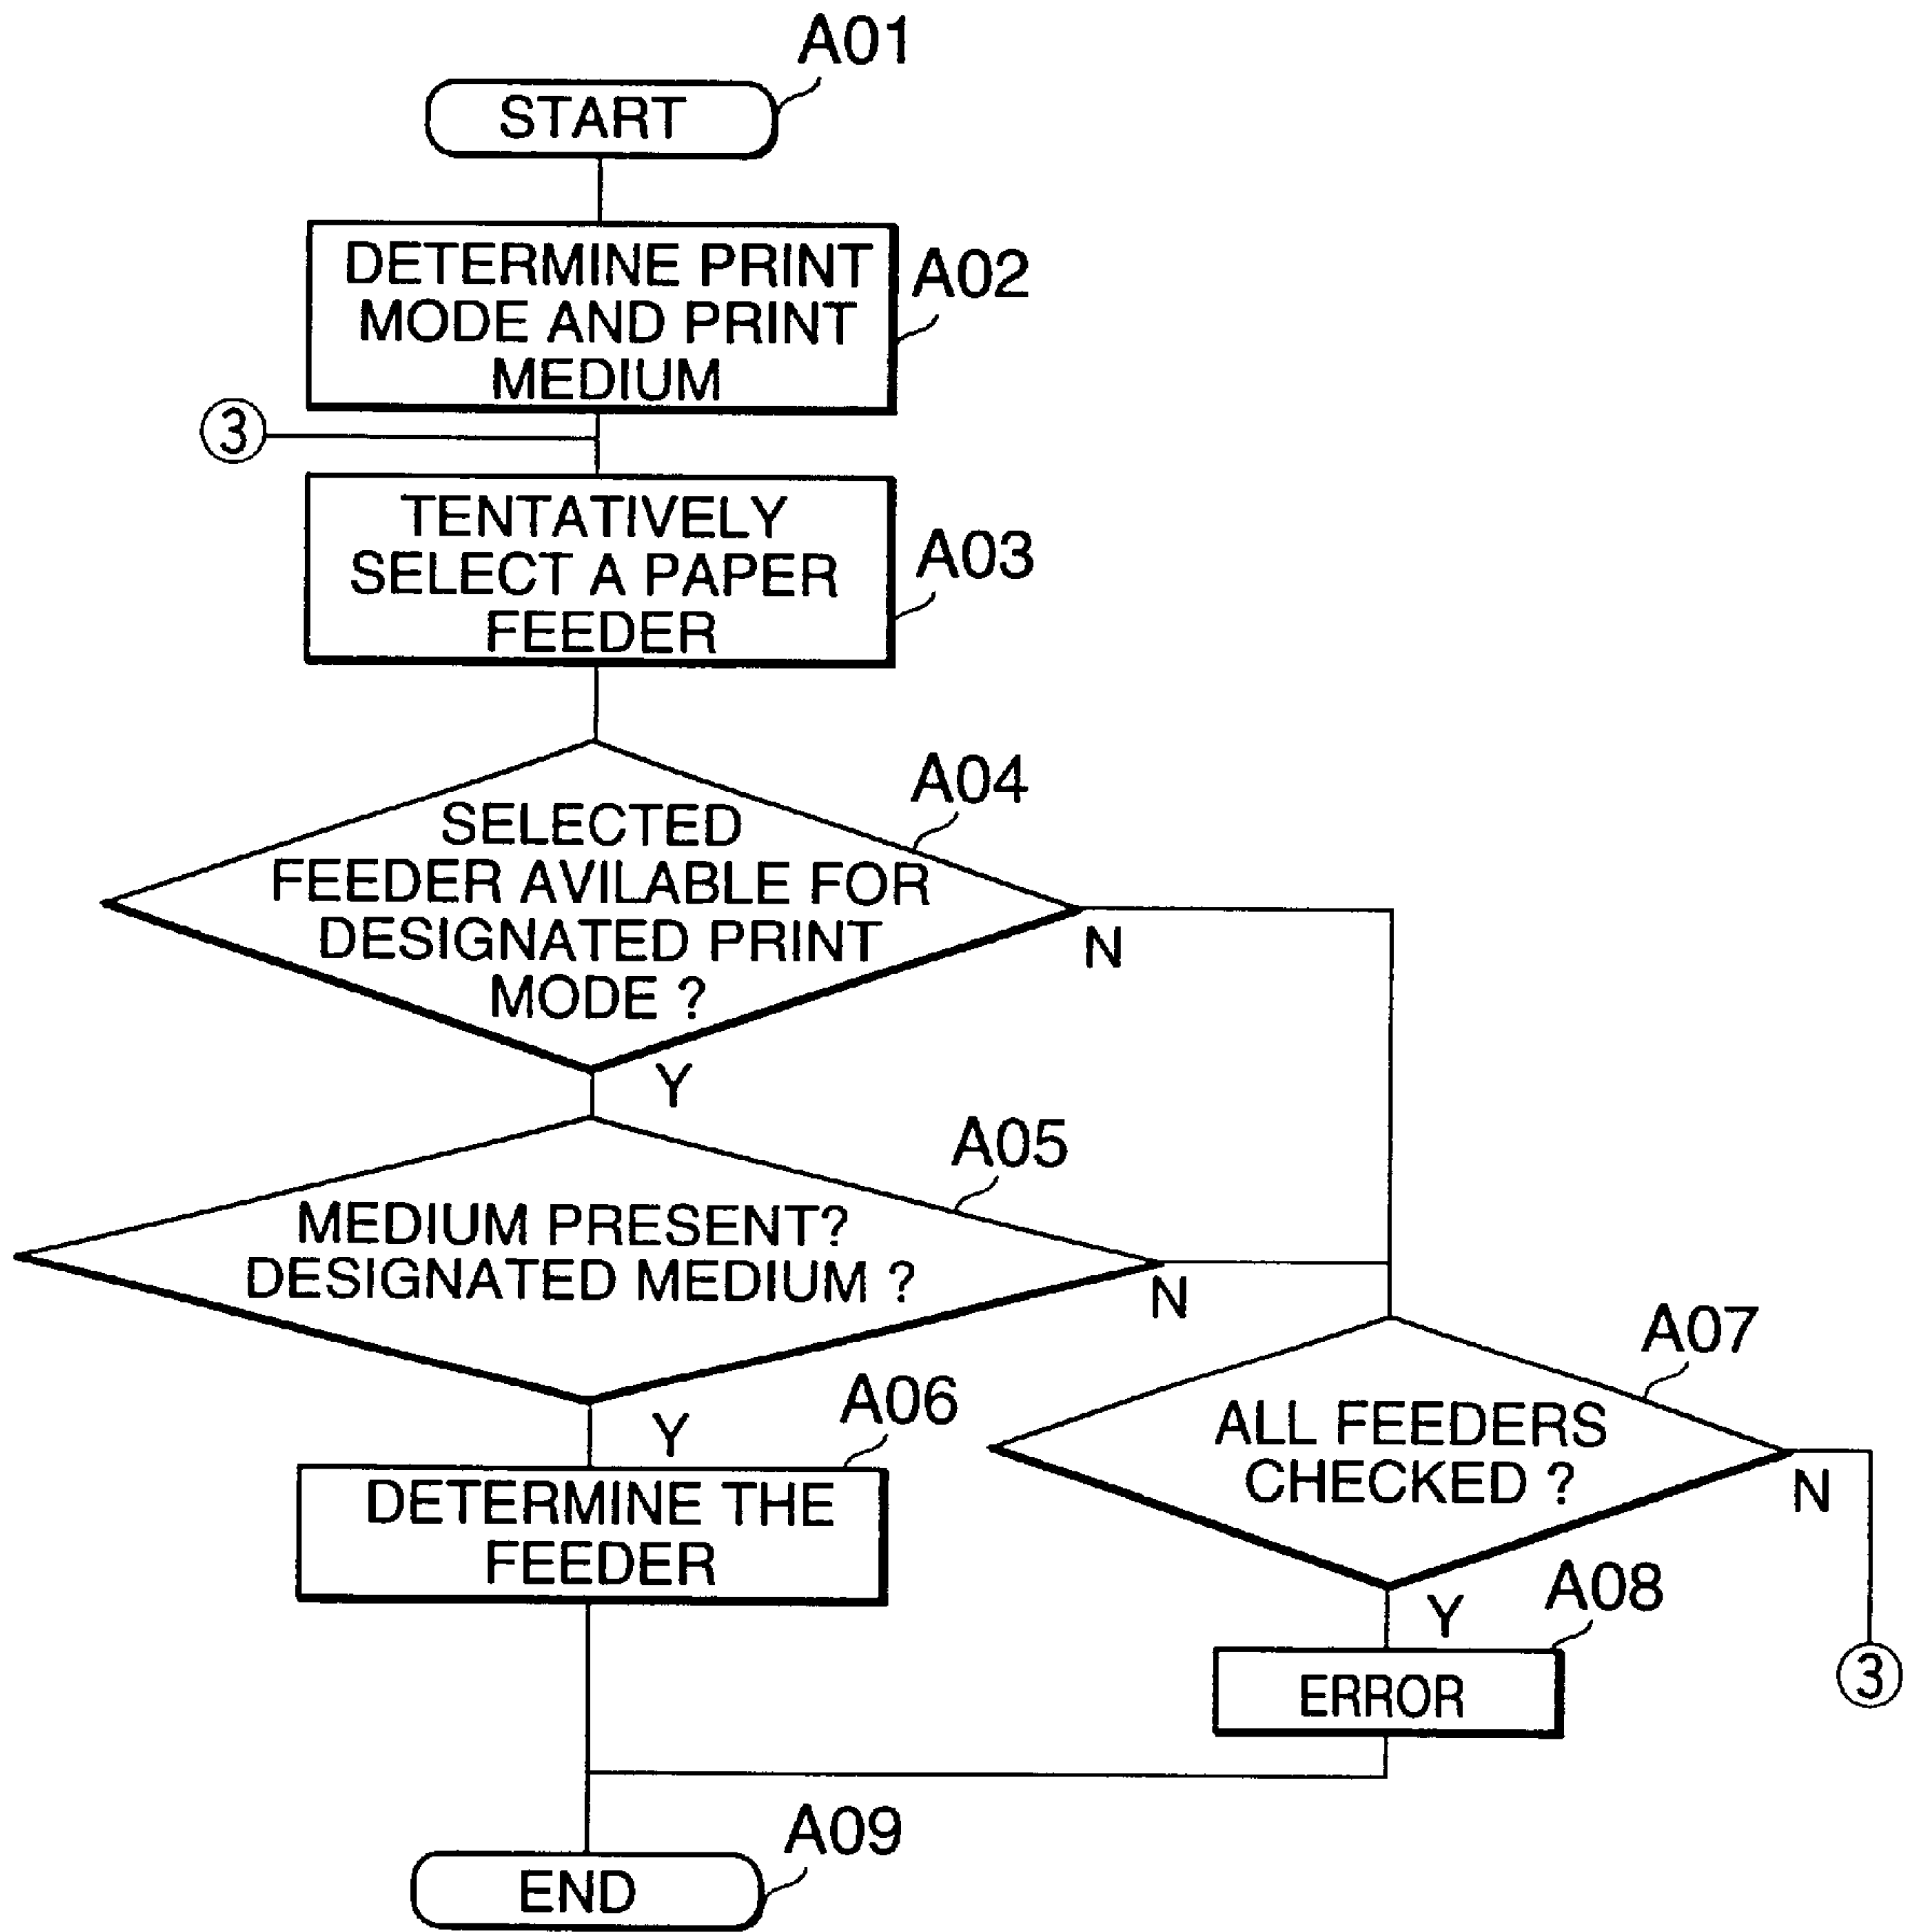 A01
START
DETERMINE PRINT
MODE AND PRINT
MEDIUM
A02
3
TENTATIVELY
SELECT A PAPER
FEEDER
A03
A04
SELECTED
FEEDER AVILABLE FOR
DESIGNATED PRINT
MODE ?
N
Y
A05
MEDIUM PRESENT?
DESIGNATED MEDIUM ?
N
Y
A06
DETERMINE THE
FEEDER
A07
ALL FEEDERS
CHECKED ?
N
Y
A08
ERROR
3
A09
END